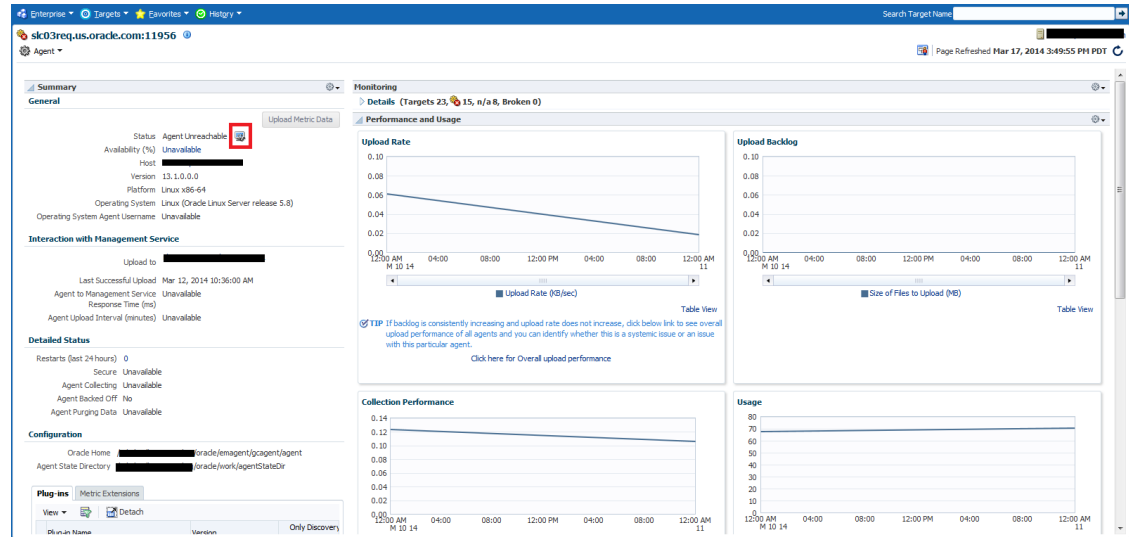 Enterprise Targets Favorites History Search Target Name
slc03req.us.oracle.com:11956
Agent Page Refreshed Mar 17, 2014 3:49:55 PM PDT
Summary
General
Upload Metric Data
Status Agent Unreachable
Availability (%) Unavailable
Host
Version 13.1.0.0.0
Platform Linux x86-64
Operating System Linux (Oracle Linux Server release 5.8)
Operating System Agent Username Unavailable
Interaction with Management Service
Upload to
Last Successful Upload Mar 12, 2014 10:36:00 AM
Agent to Management Service Unavailable
Response Time (ms)
Agent Upload Interval (minutes) Unavailable
Detailed Status
Restarts (last 24 hours) 0
Secure Unavailable
Agent Collecting Unavailable
Agent Backed Off No
Agent Purging Data Unavailable
Configuration
Oracle Home /oracle/emagent/gcagent/agent
Agent State Directory /oracle/work/agentStateDir
Plug-ins Metric Extensions
View Detach
Plug-in Name Version Only Discovery
Monitoring
Details (Targets 23, 15, n/a 8, Broken 0)
Performance and Usage
Upload Rate
0.10
0.08
0.06
0.04
0.02
0.00
12:00 AM 04:00 08:00 12:00 PM 04:00 08:00 12:00 AM
M 10 14 11
Upload Rate (KB/sec)
Table View
TIP If backlog is consistently increasing and upload rate does not increase, click below link to see overall
upload performance of all agents and you can identify whether this is a systemic issue or an issue
with this particular agent.
Click here for Overall upload performance
Upload Backlog
0.10
0.08
0.06
0.04
0.02
0.00
12:00 AM 04:00 08:00 12:00 PM 04:00 08:00 12:00 AM
M 10 14 11
Size of Files to Upload (MB)
Table View
Collection Performance
0.14
0.12
0.10
0.08
0.06
0.04
0.02
0.00
12:00 AM 04:00 08:00 12:00 PM 04:00 08:00 12:00 AM
M 10 14 11
Usage
80
70
60
50
40
30
20
10
0
12:00 AM 04:00 08:00 12:00 PM 04:00 08:00 12:00 AM
M 10 14 11